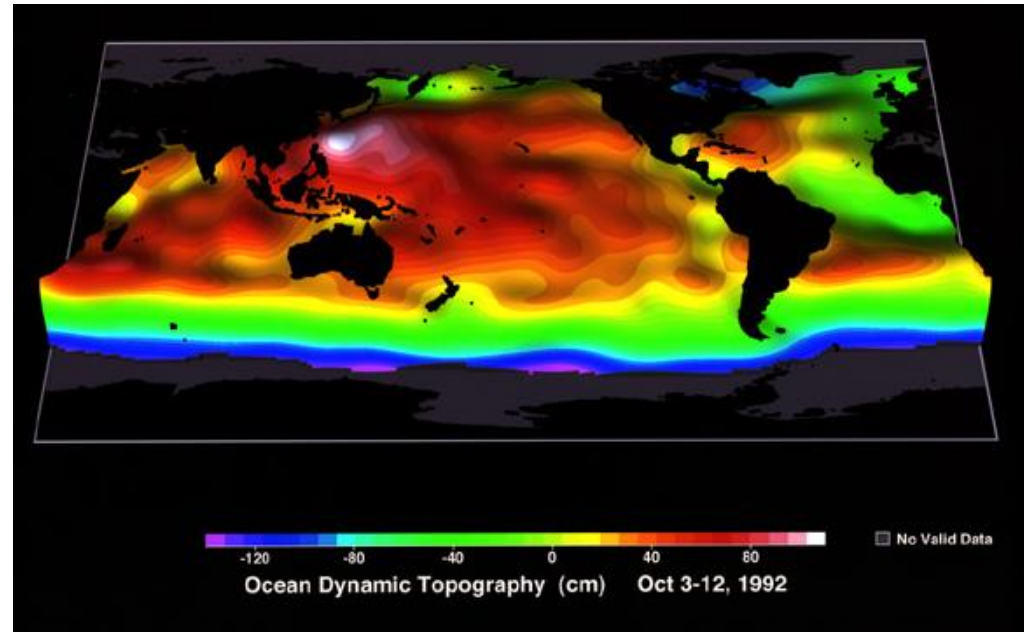 -120 -80 -40 0 40 80
No Valid Data
Ocean Dynamic Topography (cm) Oct 3-12, 1992